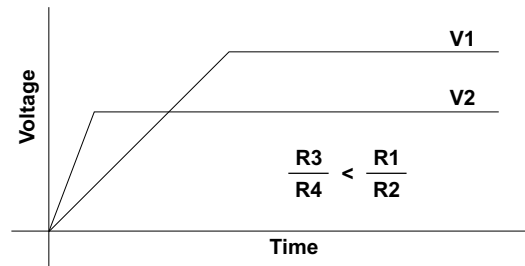 V1
V2
Voltage
R3 < R1
R4 R2
Time